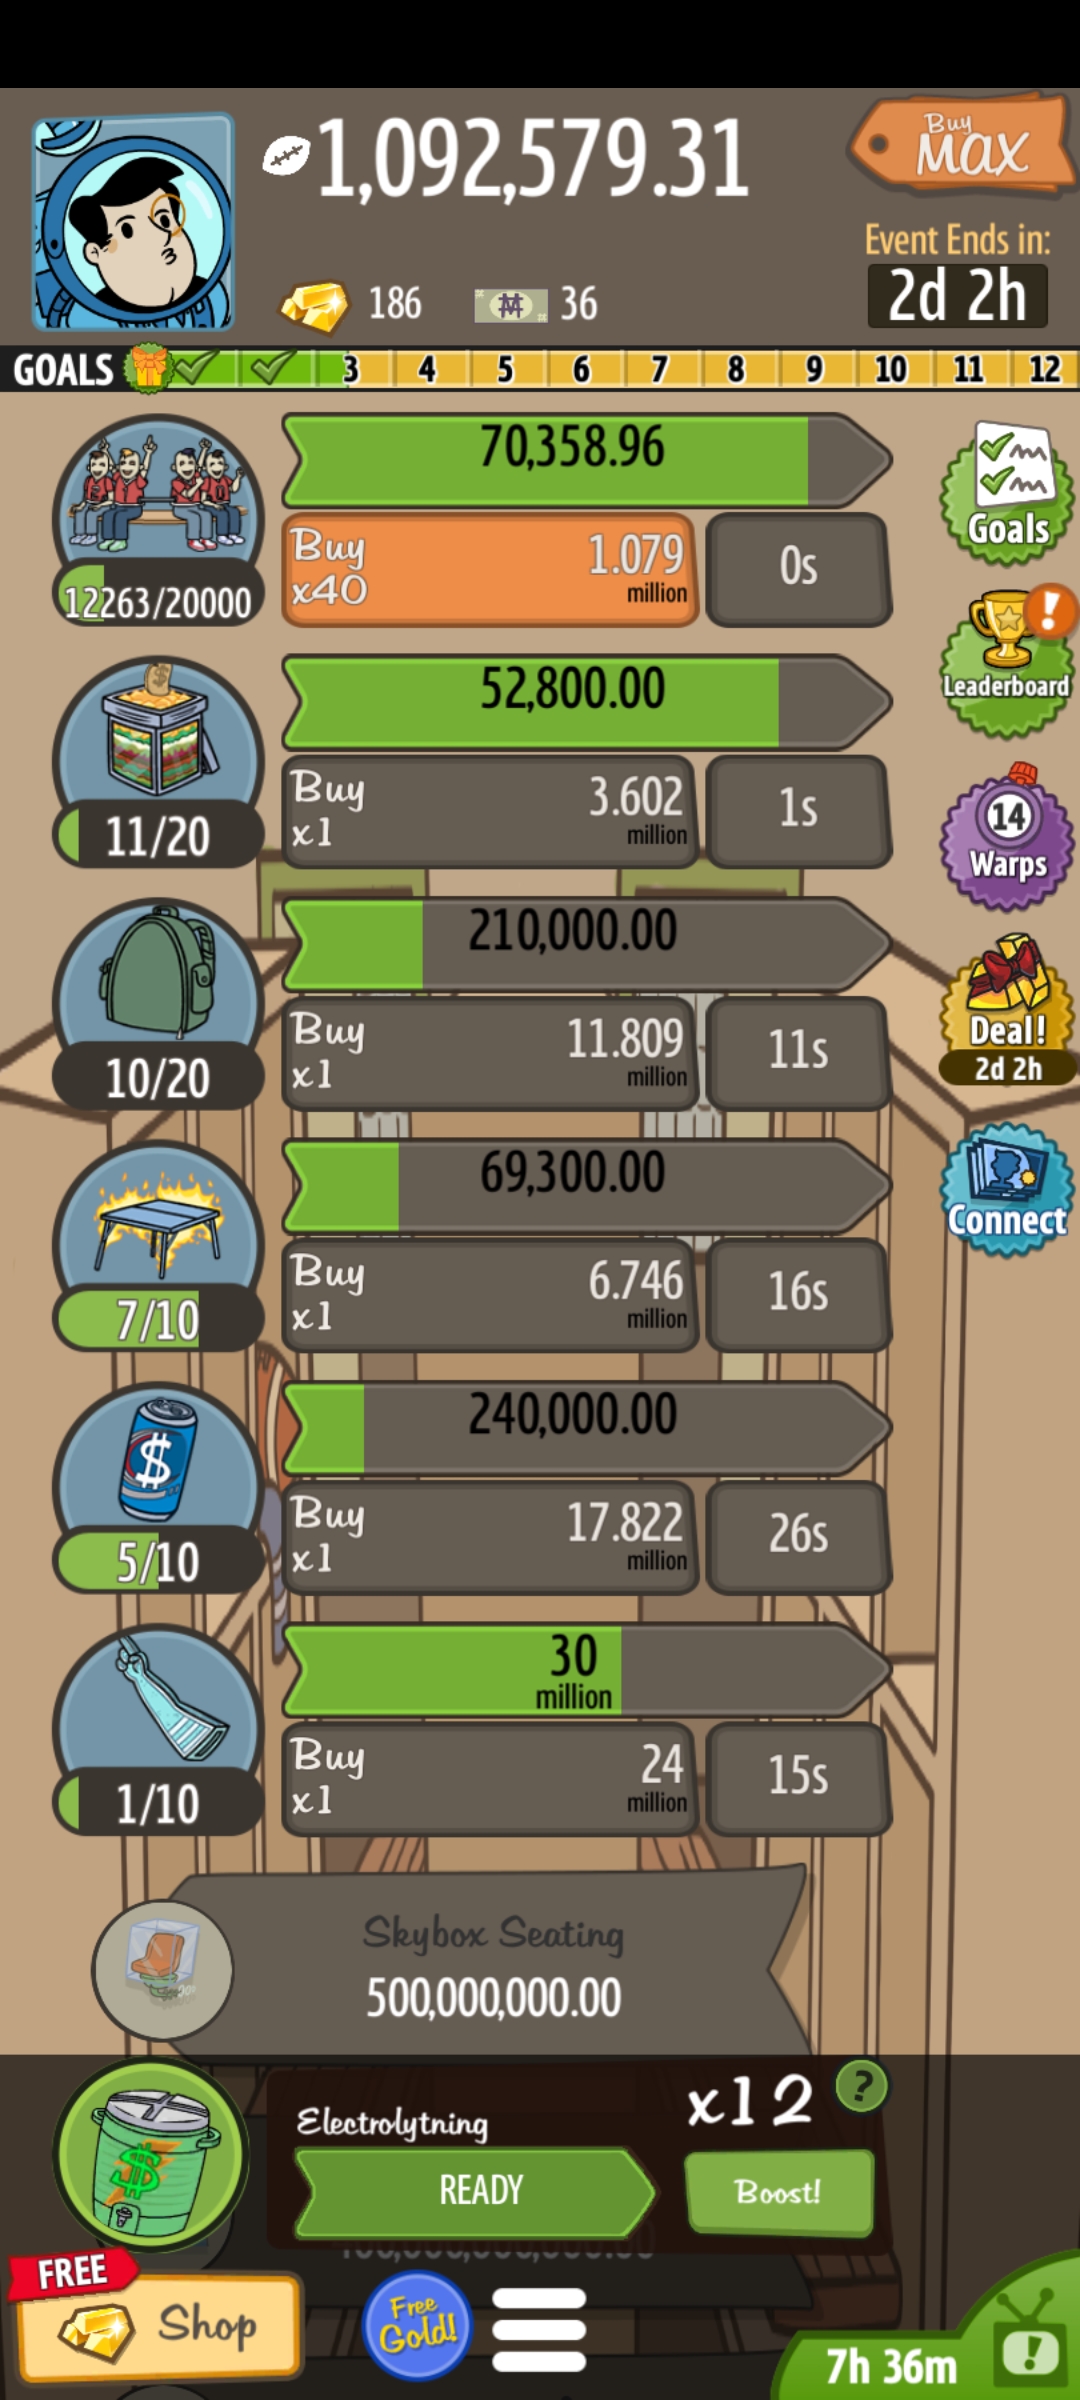 1,092,579.31
Buy
MAX
Event Ends in:
2d 2h
186
36
GOALS 3 4 5 6 7 8 9 10 11 12
70,358.96
Buy
x40
1.079
million
0s
12263/20000
Goals
52,800.00
Buy
x1
3.602
million
1s
11/20
Leaderboard
210,000.00
Buy
x1
11.809
million
11s
10/20
14
Warps
69,300.00
Buy
x1
6.746
million
16s
7/10
Deal!
2d 2h
240,000.00
Buy
x1
17.822
million
26s
5/10
Connect
30
million
Buy
x1
24
million
15s
1/10
Skybox Seating
500,000,000.00
Electrolytning
x12
?
READY
Boost!
FREE
Shop
Free
Gold!
7h 36m